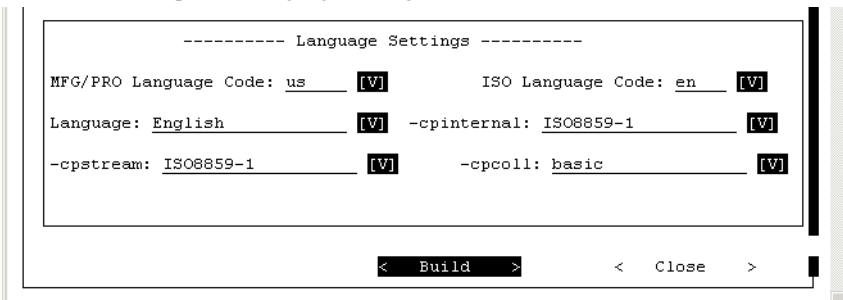 ---------- Language Settings ----------
MFG/PRO Language Code: us [V] ISO Language Code: en [V]
Language: English [V] -cpinternal: ISO8859-1 [V]
-cpstream: ISO8859-1 [V] -cpcoll: basic [V]
< Build > < Close >